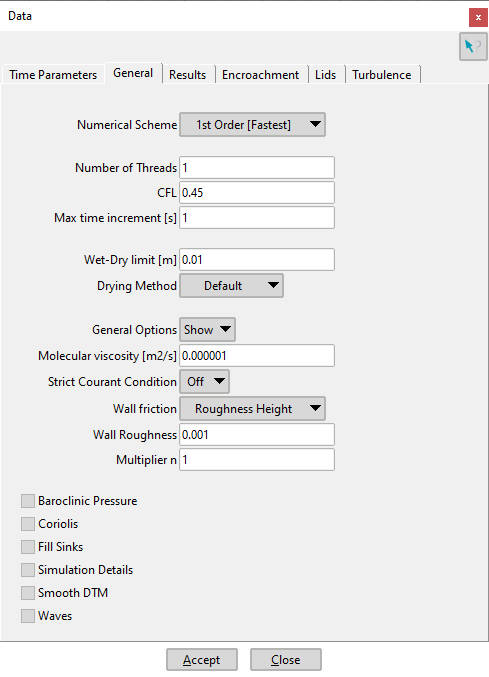 Data
x
Time Parameters General Results Encroachment Lids Turbulence
Numerical Scheme 1st Order [Fastest]
Number of Threads 1
CFL 0.45
Max time increment [s] 1
Wet-Dry limit [m] 0.01
Drying Method Default
General Options Show
Molecular viscosity [m2/s] 0.000001
Strict Courant Condition Off
Wall friction Roughness Height
Wall Roughness 0.001
Multiplier n 1
Baroclinic Pressure
Coriolis
Fill Sinks
Simulation Details
Smooth DTM
Waves
Accept Close